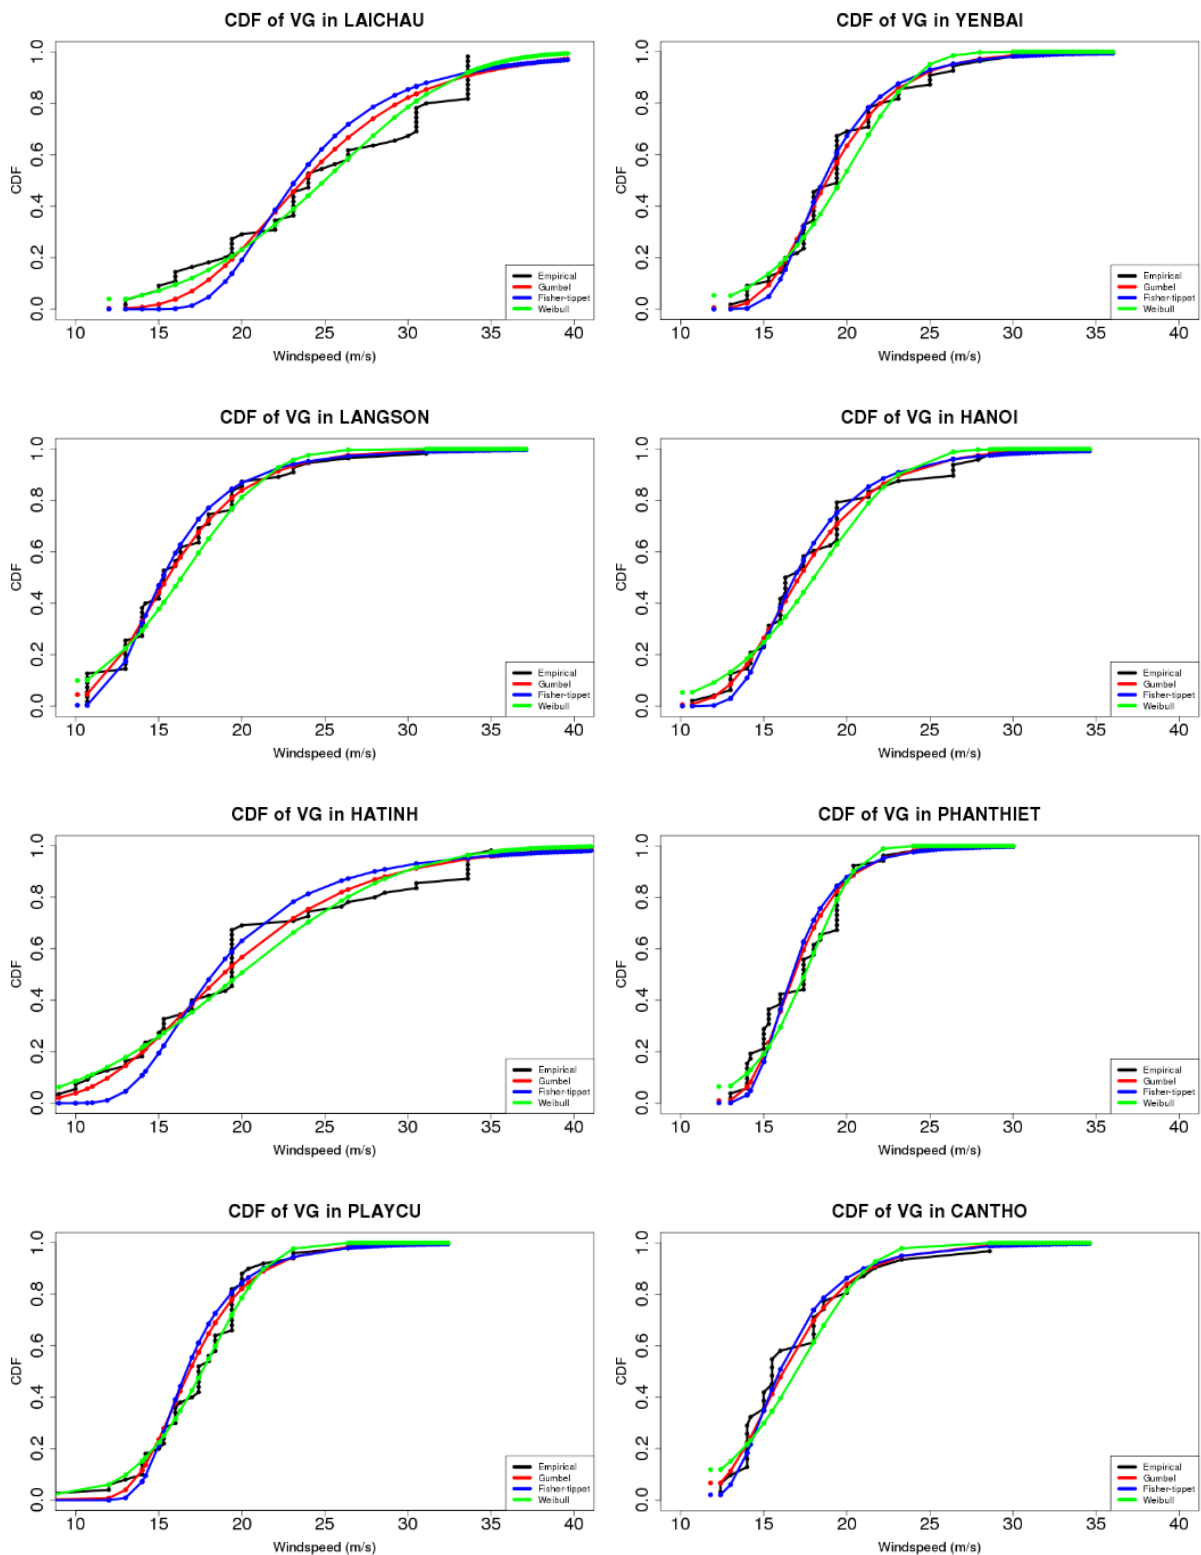 CDF of VG in LAICHAU
CDF
0.0 0.2 0.4 0.6 0.8 1.0
Empirical
Gumbel
Fisher-tippet
Weibull
10 15 20 25 30 35 40
Windspeed (m/s)
CDF of VG in YENBAI
CDF
0.0 0.2 0.4 0.6 0.8 1.0
Empirical
Gumbel
Fisher-tippet
Weibull
10 15 20 25 30 35 40
Windspeed (m/s)
CDF of VG in LANGSON
CDF
0.0 0.2 0.4 0.6 0.8 1.0
Empirical
Gumbel
Fisher-tippet
Weibull
10 15 20 25 30 35 40
Windspeed (m/s)
CDF of VG in HANOI
CDF
0.0 0.2 0.4 0.6 0.8 1.0
Empirical
Gumbel
Fisher-tippet
Weibull
10 15 20 25 30 35 40
Windspeed (m/s)
CDF of VG in HATINH
CDF
0.0 0.2 0.4 0.6 0.8 1.0
Empirical
Gumbel
Fisher-tippet
Weibull
10 15 20 25 30 35 40
Windspeed (m/s)
CDF of VG in PHANTHIET
CDF
0.0 0.2 0.4 0.6 0.8 1.0
Empirical
Gumbel
Fisher-tippet
Weibull
10 15 20 25 30 35 40
Windspeed (m/s)
CDF of VG in PLAYCU
CDF
0.0 0.2 0.4 0.6 0.8 1.0
Empirical
Gumbel
Fisher-tippet
Weibull
10 15 20 25 30 35 40
Windspeed (m/s)
CDF of VG in CANTHO
CDF
0.0 0.2 0.4 0.6 0.8 1.0
Empirical
Gumbel
Fisher-tippet
Weibull
10 15 20 25 30 35 40
Windspeed (m/s)